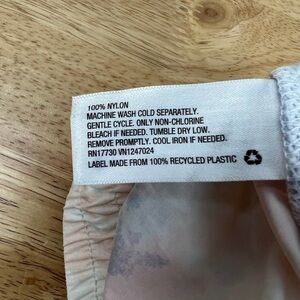 100% NYLON
MACHINE WASH COLD SEPARATELY.
GENTLE CYCLE. ONLY NON-CHLORINE
BLEACH IF NEEDED. TUMBLE DRY LOW.
REMOVE PROMPTLY. COOL IRON IF NEEDED.
RN17730 VN1247024
LABEL MADE FROM 100% RECYCLED PLASTIC